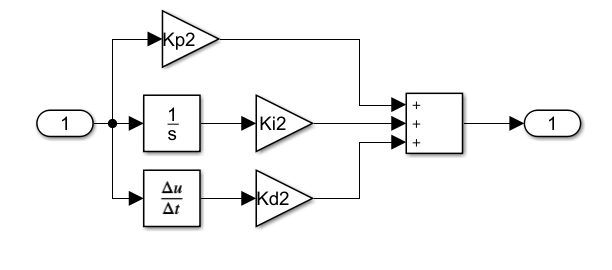 Kp2
1
1
s
Ki2
+
+
+
1
Δu
Δt
Kd2